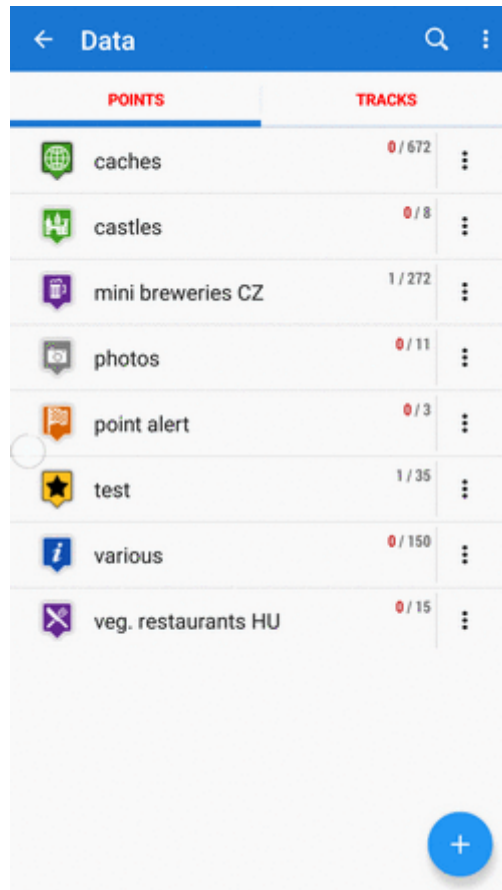 Data
POINTS TRACKS
caches 0 / 672
castles 0 / 8
mini breweries CZ 1 / 272
photos 0 / 11
point alert 0 / 3
test 1 / 35
various 0 / 150
veg. restaurants HU 0 / 15